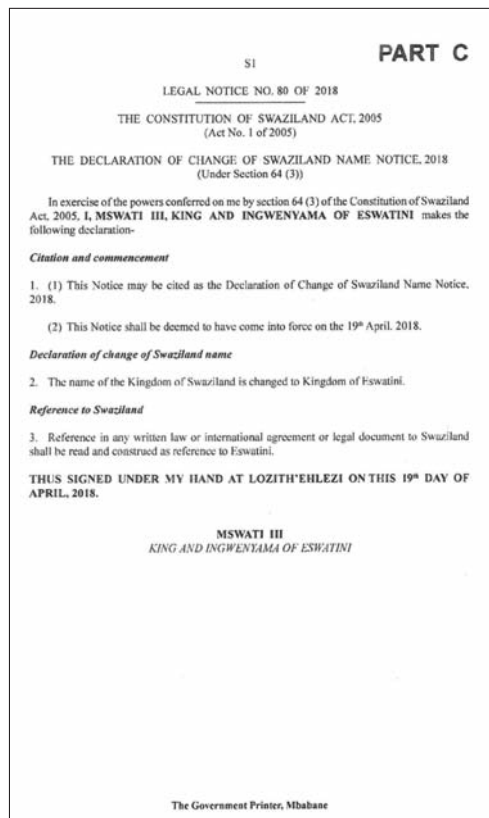 PART C
S1
LEGAL NOTICE NO. 80 OF 2018
THE CONSTITUTION OF SWAZILAND ACT, 2005
(Act No. 1 of 2005)
THE DECLARATION OF CHANGE OF SWAZILAND NAME NOTICE, 2018
(Under Section 64 (3))
In exercise of the powers conferred on me by section 64 (3) of the Constitution of Swaziland
Act, 2005, I, MSWATI III, KING AND INGWENYAMA OF ESWATINI makes the
following declaration-
Citation and commencement
1. (1) This Notice may be cited as the Declaration of Change of Swaziland Name Notice,
2018.
(2) This Notice shall be deemed to have come into force on the 19th April. 2018.
Declaration of change of Swaziland name
2. The name of the Kingdom of Swaziland is changed to Kingdom of Eswatini.
Reference to Swaziland
3. Reference in any written law or international agreement or legal document to Swaziland
shall be read and construed as reference to Eswatini.
THUS SIGNED UNDER MY HAND AT LOZITH'EHLEZI ON THIS 19th DAY OF
APRIL, 2018.
MSWATI III
KING AND INGWENYAMA OF ESWATINI
The Government Printer, Mbabane